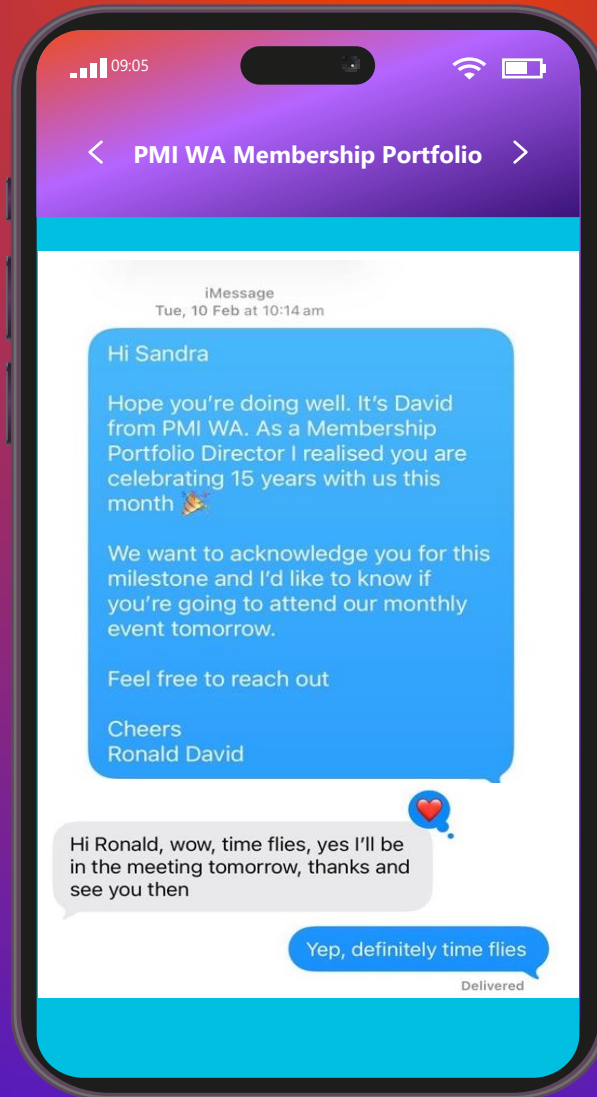 09:05
PMI WA Membership Portfolio
iMessage
Tue, 10 Feb at 10:14 am
Hi Sandra
Hope you're doing well. It's David
from PMI WA. As a Membership
Portfolio Director I realised you are
celebrating 15 years with us this
month 🎉
We want to acknowledge you for this
milestone and I'd like to know if
you're going to attend our monthly
event tomorrow.
Feel free to reach out
Cheers
Ronald David
Hi Ronald, wow, time flies, yes I'll be
in the meeting tomorrow, thanks and
see you then
Yep, definitely time flies
Delivered